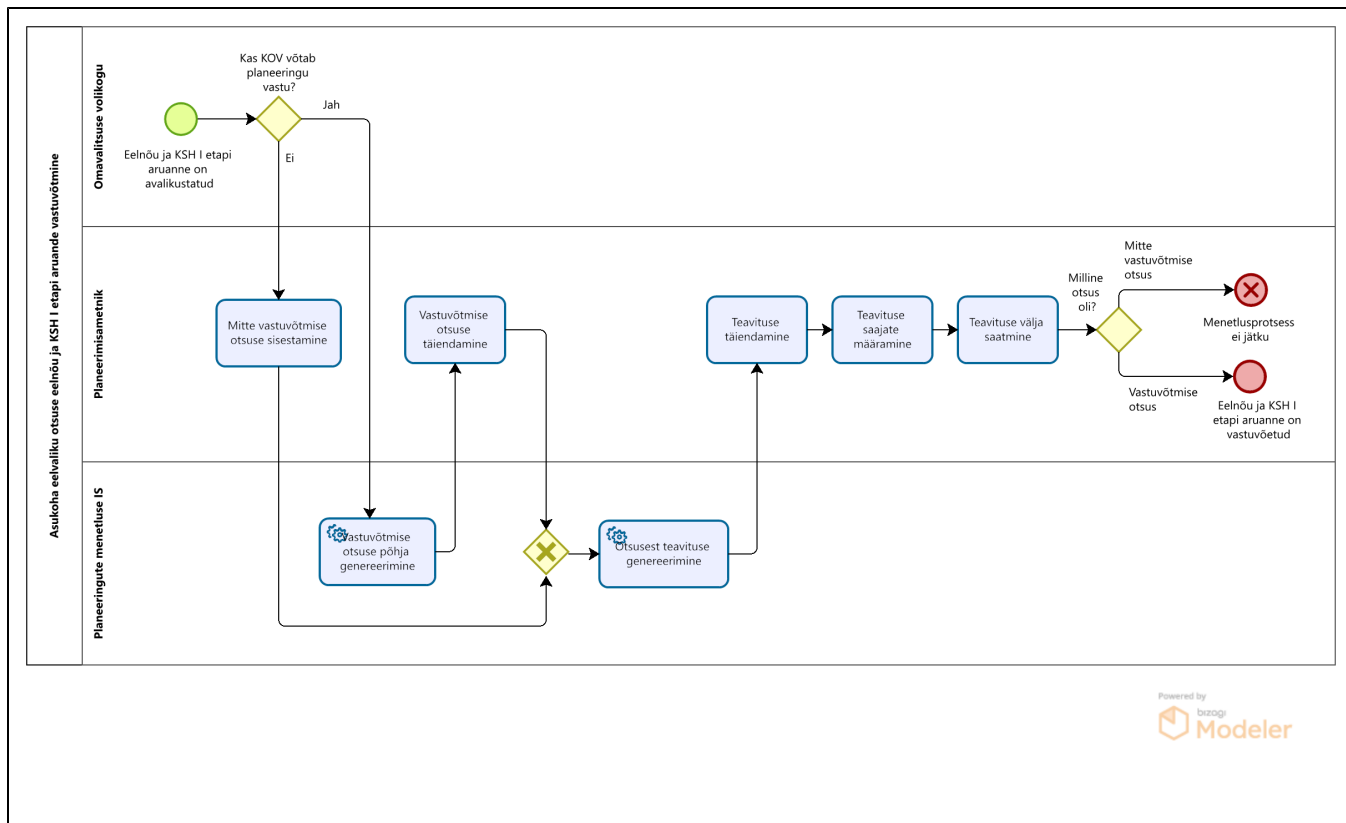 Asukoha eelvaliku otsuse eelnõu ja KSH I etapi aruande vastuvõtmine
Omavalitsuse volikogu
Kas KOV võtab
planeeringu
vastu?
Jah
Ei
Eelnõu ja KSH I etapi
aruanne on
avalikustatud
Planeerimisametnik
Mitte vastuvõtmise
otsuse sisestamine
Vastuvõtmise
otsuse
täiendamine
Teavituse
täiendamine
Teavituse
saajate
määramine
Teavituse välja
saatmine
Milline
otsus
oli?
Mitte
vastuvõtmise
otsus
Menetlusprotsess
ei jätku
Vastuvõtmise
otsus
Eelnõu ja KSH I
etapi aruanne on
vastuvõetud
Planeeringute menetluse IS
Vastuvõtmise
otsuse põhja
genereerimine
Otsusest teavituse
genereerimine
Powered by
bizagi
Modeler